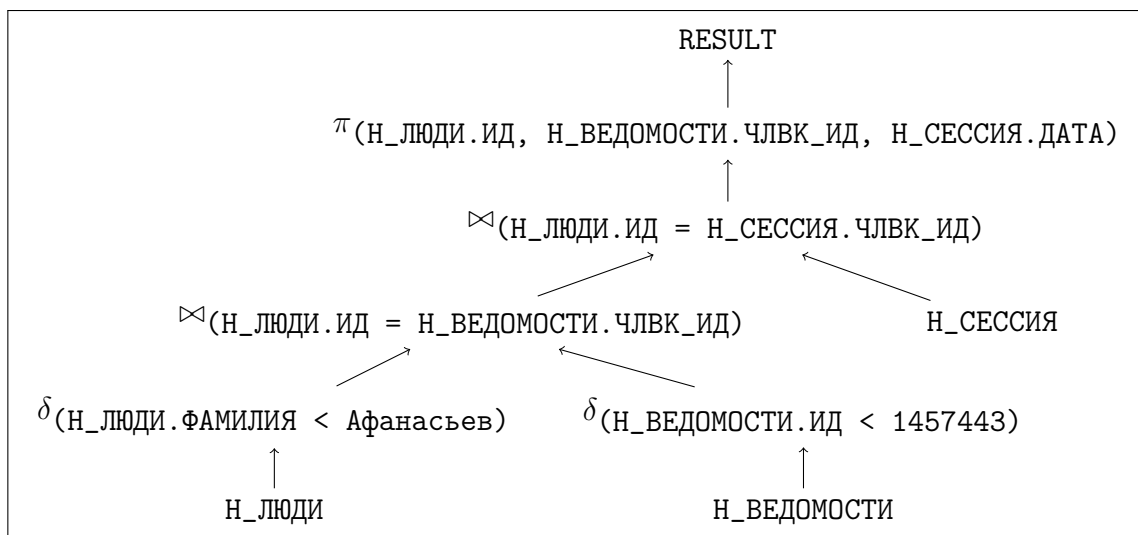 RESULT
π(Н_ЛЮДИ.ИД, Н_ВЕДОМОСТИ.ЧЛВК_ИД, Н_СЕССИЯ.ДАТА)
⋈(Н_ЛЮДИ.ИД = Н_СЕССИЯ.ЧЛВК_ИД)
⋈(Н_ЛЮДИ.ИД = Н_ВЕДОМОСТИ.ЧЛВК_ИД) Н_СЕССИЯ
δ(Н_ЛЮДИ.ФАМИЛИЯ < Афанасьев) δ(Н_ВЕДОМОСТИ.ИД < 1457443)
Н_ЛЮДИ Н_ВЕДОМОСТИ